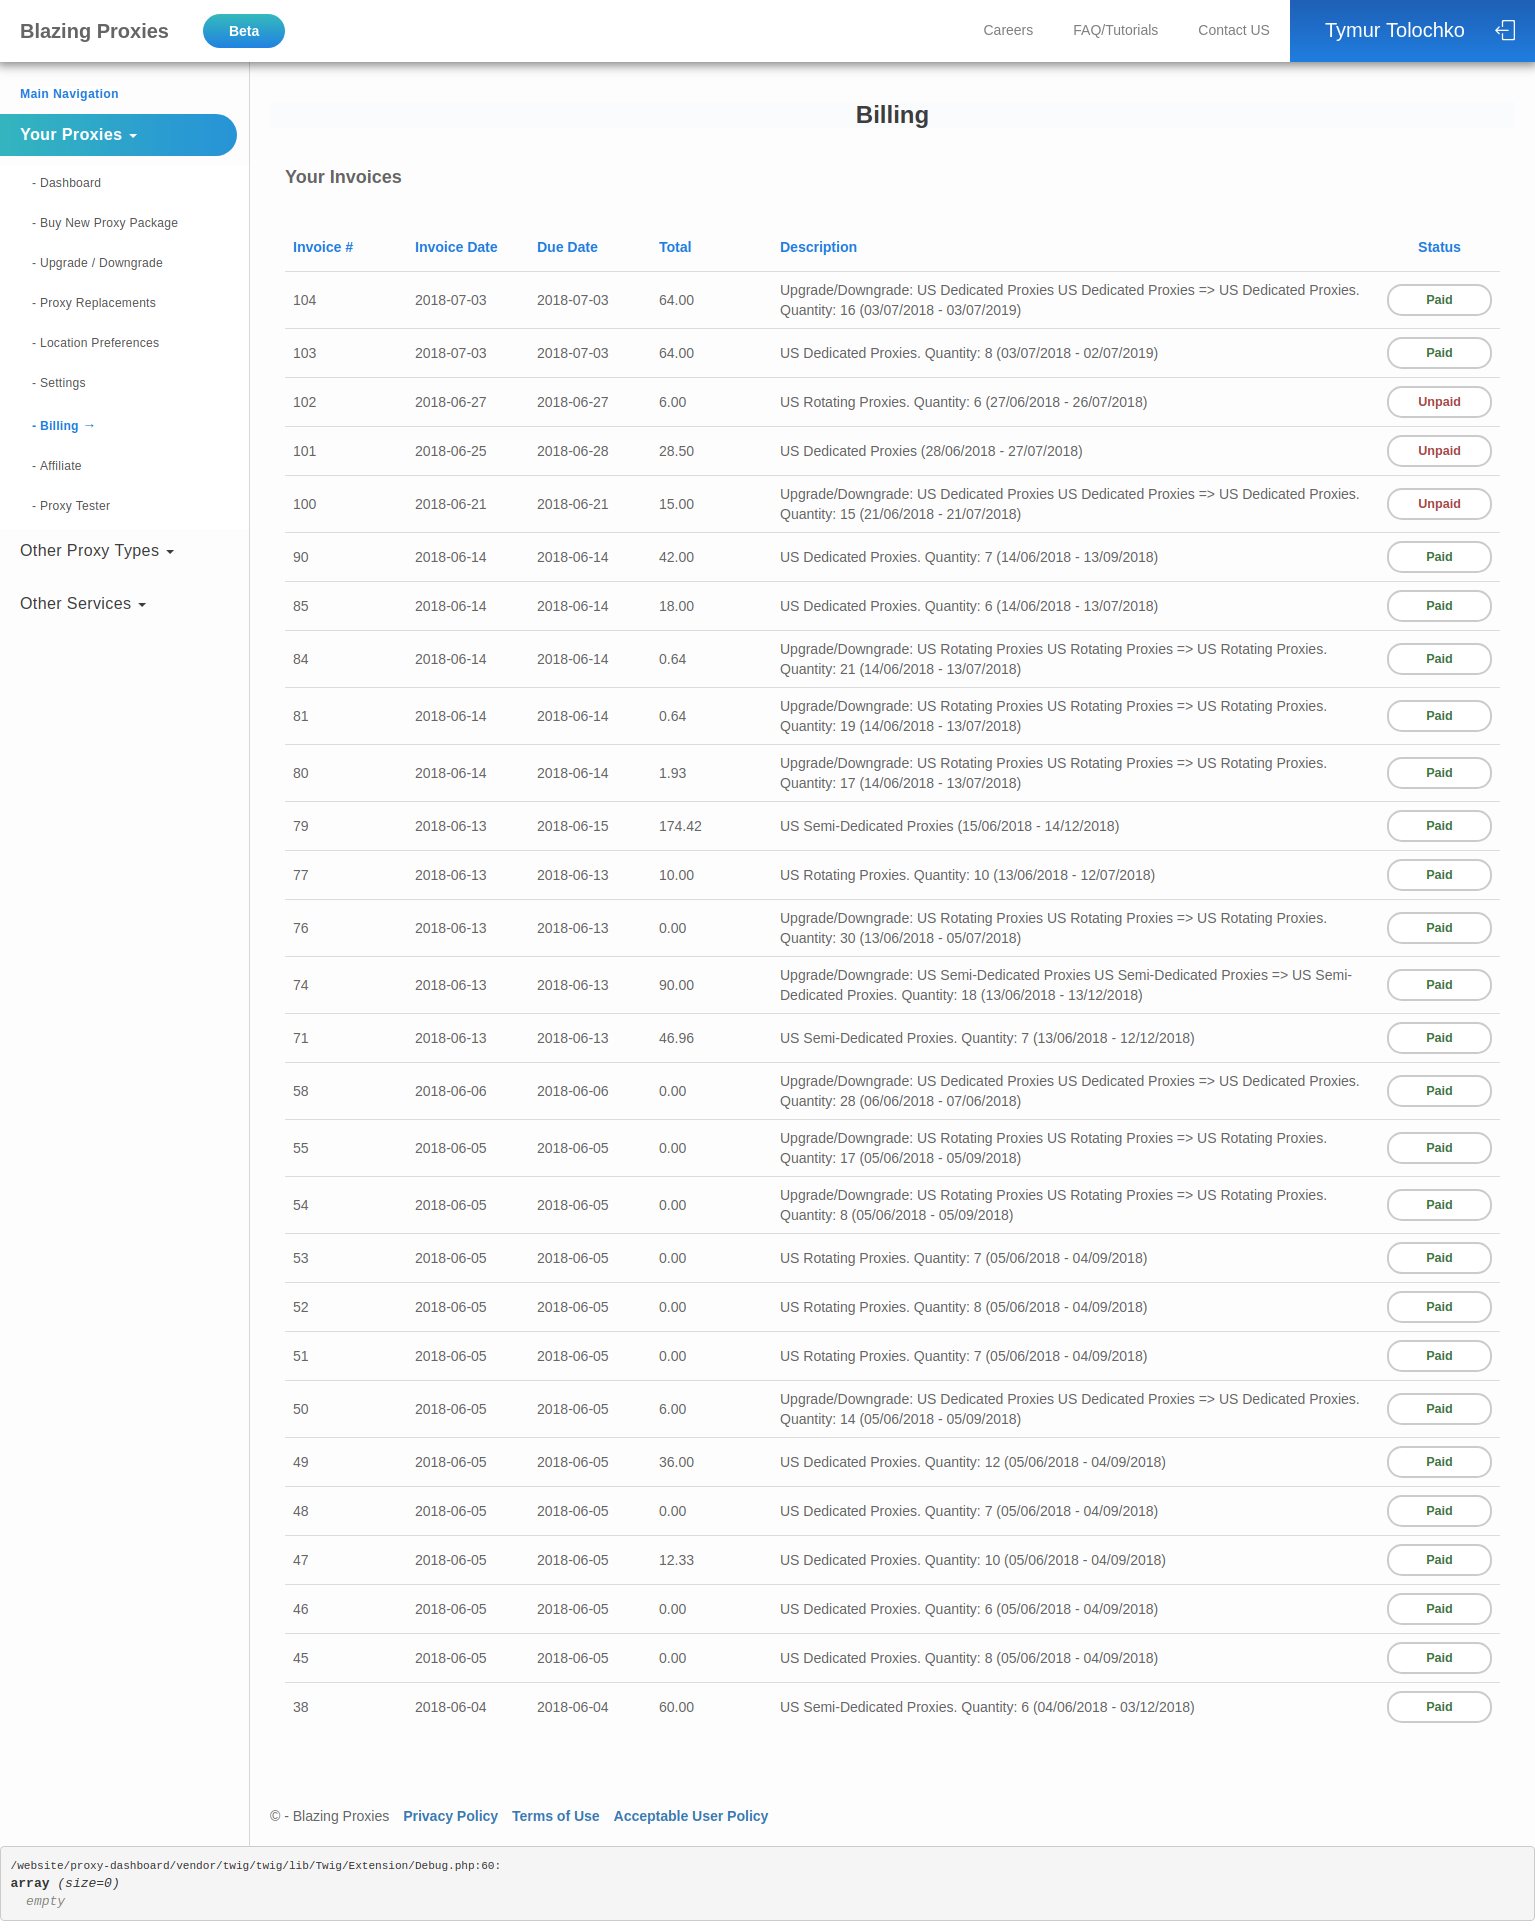 Blazing Proxies Beta Careers FAQ/Tutorials Contact US Tymur Tolochko
Main Navigation
Your Proxies
- Dashboard
- Buy New Proxy Package
- Upgrade / Downgrade
- Proxy Replacements
- Location Preferences
- Settings
- Billing →
- Affiliate
- Proxy Tester
Other Proxy Types
Other Services
Billing
Your Invoices
Invoice # Invoice Date Due Date Total Description Status
104 2018-07-03 2018-07-03 64.00 Upgrade/Downgrade: US Dedicated Proxies US Dedicated Proxies => US Dedicated Proxies. Paid
Quantity: 16 (03/07/2018 - 03/07/2019)
103 2018-07-03 2018-07-03 64.00 US Dedicated Proxies. Quantity: 8 (03/07/2018 - 02/07/2019) Paid
102 2018-06-27 2018-06-27 6.00 US Rotating Proxies. Quantity: 6 (27/06/2018 - 26/07/2018) Unpaid
101 2018-06-25 2018-06-28 28.50 US Dedicated Proxies (28/06/2018 - 27/07/2018) Unpaid
100 2018-06-21 2018-06-21 15.00 Upgrade/Downgrade: US Dedicated Proxies US Dedicated Proxies => US Dedicated Proxies. Unpaid
Quantity: 15 (21/06/2018 - 21/07/2018)
90 2018-06-14 2018-06-14 42.00 US Dedicated Proxies. Quantity: 7 (14/06/2018 - 13/09/2018) Paid
85 2018-06-14 2018-06-14 18.00 US Dedicated Proxies. Quantity: 6 (14/06/2018 - 13/07/2018) Paid
84 2018-06-14 2018-06-14 0.64 Upgrade/Downgrade: US Rotating Proxies US Rotating Proxies => US Rotating Proxies. Paid
Quantity: 21 (14/06/2018 - 13/07/2018)
81 2018-06-14 2018-06-14 0.64 Upgrade/Downgrade: US Rotating Proxies US Rotating Proxies => US Rotating Proxies. Paid
Quantity: 19 (14/06/2018 - 13/07/2018)
80 2018-06-14 2018-06-14 1.93 Upgrade/Downgrade: US Rotating Proxies US Rotating Proxies => US Rotating Proxies. Paid
Quantity: 17 (14/06/2018 - 13/07/2018)
79 2018-06-13 2018-06-15 174.42 US Semi-Dedicated Proxies (15/06/2018 - 14/12/2018) Paid
77 2018-06-13 2018-06-13 10.00 US Rotating Proxies. Quantity: 10 (13/06/2018 - 12/07/2018) Paid
76 2018-06-13 2018-06-13 0.00 Upgrade/Downgrade: US Rotating Proxies US Rotating Proxies => US Rotating Proxies. Paid
Quantity: 30 (13/06/2018 - 05/07/2018)
74 2018-06-13 2018-06-13 90.00 Upgrade/Downgrade: US Semi-Dedicated Proxies US Semi-Dedicated Proxies => US Semi- Paid
Dedicated Proxies. Quantity: 18 (13/06/2018 - 13/12/2018)
71 2018-06-13 2018-06-13 46.96 US Semi-Dedicated Proxies. Quantity: 7 (13/06/2018 - 12/12/2018) Paid
58 2018-06-06 2018-06-06 0.00 Upgrade/Downgrade: US Dedicated Proxies US Dedicated Proxies => US Dedicated Proxies. Paid
Quantity: 28 (06/06/2018 - 07/06/2018)
55 2018-06-05 2018-06-05 0.00 Upgrade/Downgrade: US Rotating Proxies US Rotating Proxies => US Rotating Proxies. Paid
Quantity: 17 (05/06/2018 - 05/09/2018)
54 2018-06-05 2018-06-05 0.00 Upgrade/Downgrade: US Rotating Proxies US Rotating Proxies => US Rotating Proxies. Paid
Quantity: 8 (05/06/2018 - 05/09/2018)
53 2018-06-05 2018-06-05 0.00 US Rotating Proxies. Quantity: 7 (05/06/2018 - 04/09/2018) Paid
52 2018-06-05 2018-06-05 0.00 US Rotating Proxies. Quantity: 8 (05/06/2018 - 04/09/2018) Paid
51 2018-06-05 2018-06-05 0.00 US Rotating Proxies. Quantity: 7 (05/06/2018 - 04/09/2018) Paid
50 2018-06-05 2018-06-05 6.00 Upgrade/Downgrade: US Dedicated Proxies US Dedicated Proxies => US Dedicated Proxies. Paid
Quantity: 14 (05/06/2018 - 05/09/2018)
49 2018-06-05 2018-06-05 36.00 US Dedicated Proxies. Quantity: 12 (05/06/2018 - 04/09/2018) Paid
48 2018-06-05 2018-06-05 0.00 US Dedicated Proxies. Quantity: 7 (05/06/2018 - 04/09/2018) Paid
47 2018-06-05 2018-06-05 12.33 US Dedicated Proxies. Quantity: 10 (05/06/2018 - 04/09/2018) Paid
46 2018-06-05 2018-06-05 0.00 US Dedicated Proxies. Quantity: 6 (05/06/2018 - 04/09/2018) Paid
45 2018-06-05 2018-06-05 0.00 US Dedicated Proxies. Quantity: 8 (05/06/2018 - 04/09/2018) Paid
38 2018-06-04 2018-06-04 60.00 US Semi-Dedicated Proxies. Quantity: 6 (04/06/2018 - 03/12/2018) Paid
© - Blazing Proxies Privacy Policy Terms of Use Acceptable User Policy
/website/proxy-dashboard/vendor/twig/twig/lib/Twig/Extension/Debug.php:60:
array (size=0)
empty